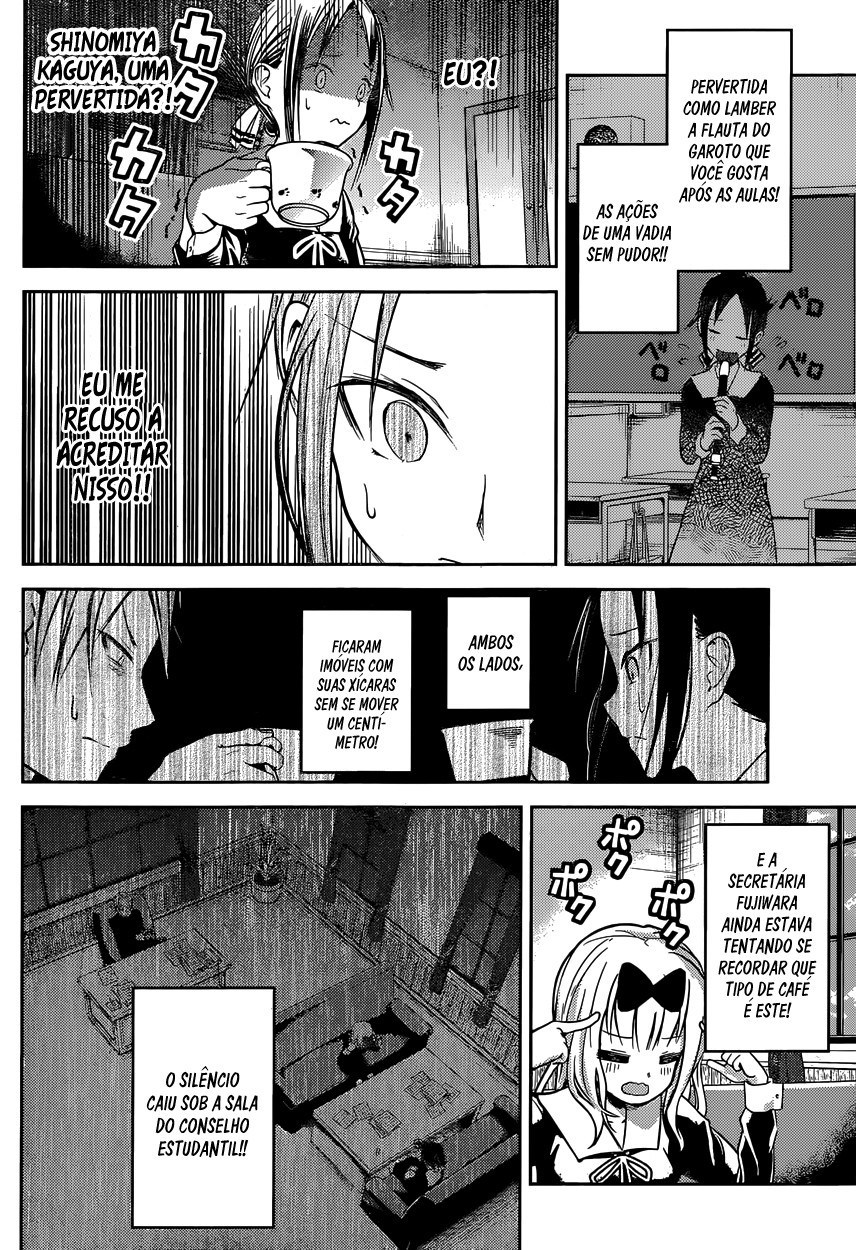 PERVERTIDA
COMO LAMBER
A FLAUTA DO
GAROTO QUE
VOCÊ GOSTA
APÓS AS AULAS!
AS AÇÕES
DE UMA VADIA
SEM PUDOR!!
ベロ
ベロ
ベロ
EU?!
SHINOMIYA
KAGUYA, UMA
PERVERTIDA?!
カタ
カタ
カタ
EU ME
RECUSO A
ACREDITAR
NISSO!!
AMBOS
OS LADOS,
FICARAM
IMÓVEIS COM
SUAS XÍCARAS
SEM SE MOVER
UM CENTÍ-
METRO!
E A
SECRETÁRIA
FUJIWARA
AINDA ESTAVA
TENTANDO SE
RECORDAR QUE
TIPO DE CAFÉ
É ESTE!
ポク
ポク
ポク
O SILÊNCIO
CAIU SOB A SALA
DO CONSELHO
ESTUDANTIL!!